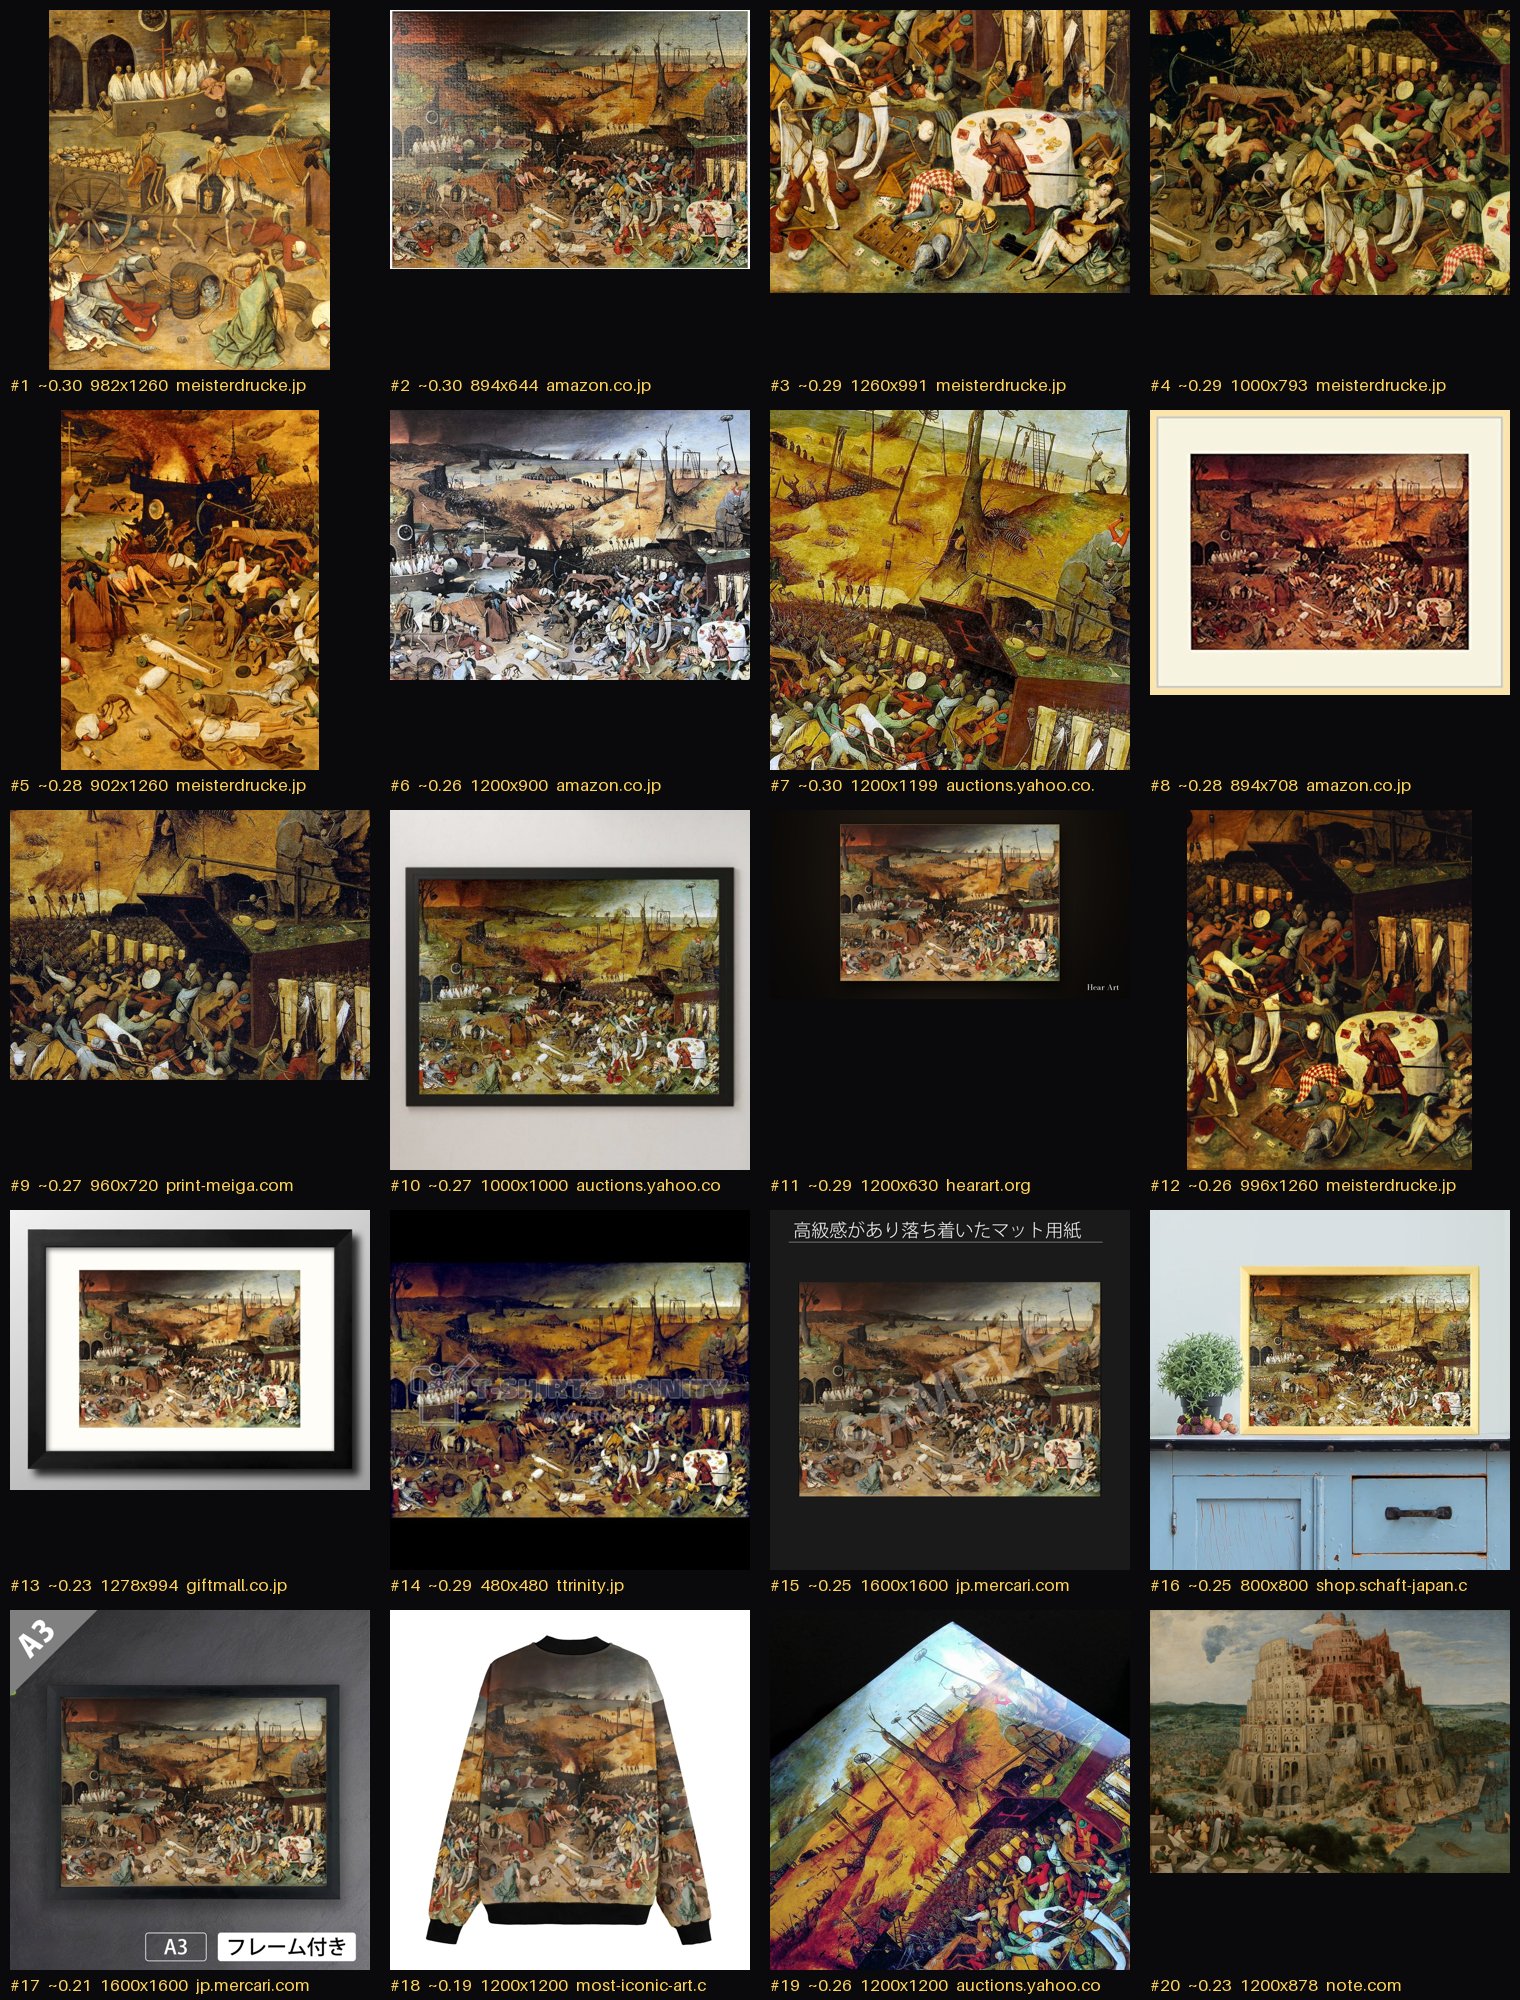 #1 ~0.30 982x1260 meisterdrucke.jp
#2 ~0.30 894x644 amazon.co.jp
#3 ~0.29 1260x991 meisterdrucke.jp
#4 ~0.29 1000x793 meisterdrucke.jp
#5 ~0.28 902x1260 meisterdrucke.jp
#6 ~0.26 1200x900 amazon.co.jp
#7 ~0.30 1200x1199 auctions.yahoo.co.
#8 ~0.28 894x708 amazon.co.jp
Hear Art
#9 ~0.27 960x720 print-meiga.com
#10 ~0.27 1000x1000 auctions.yahoo.co
#11 ~0.29 1200x630 hearart.org
#12 ~0.26 996x1260 meisterdrucke.jp
T-SHIRTS TRINITY
高級感があり落ち着いたマット用紙
SAMPLE
#13 ~0.23 1278x994 giftmall.co.jp
#14 ~0.29 480x480 ttrinity.jp
#15 ~0.25 1600x1600 jp.mercari.com
#16 ~0.25 800x800 shop.schaft-japan.c
A3
A3 フレーム付き
#17 ~0.21 1600x1600 jp.mercari.com
#18 ~0.19 1200x1200 most-iconic-art.c
#19 ~0.26 1200x1200 auctions.yahoo.co
#20 ~0.23 1200x878 note.com